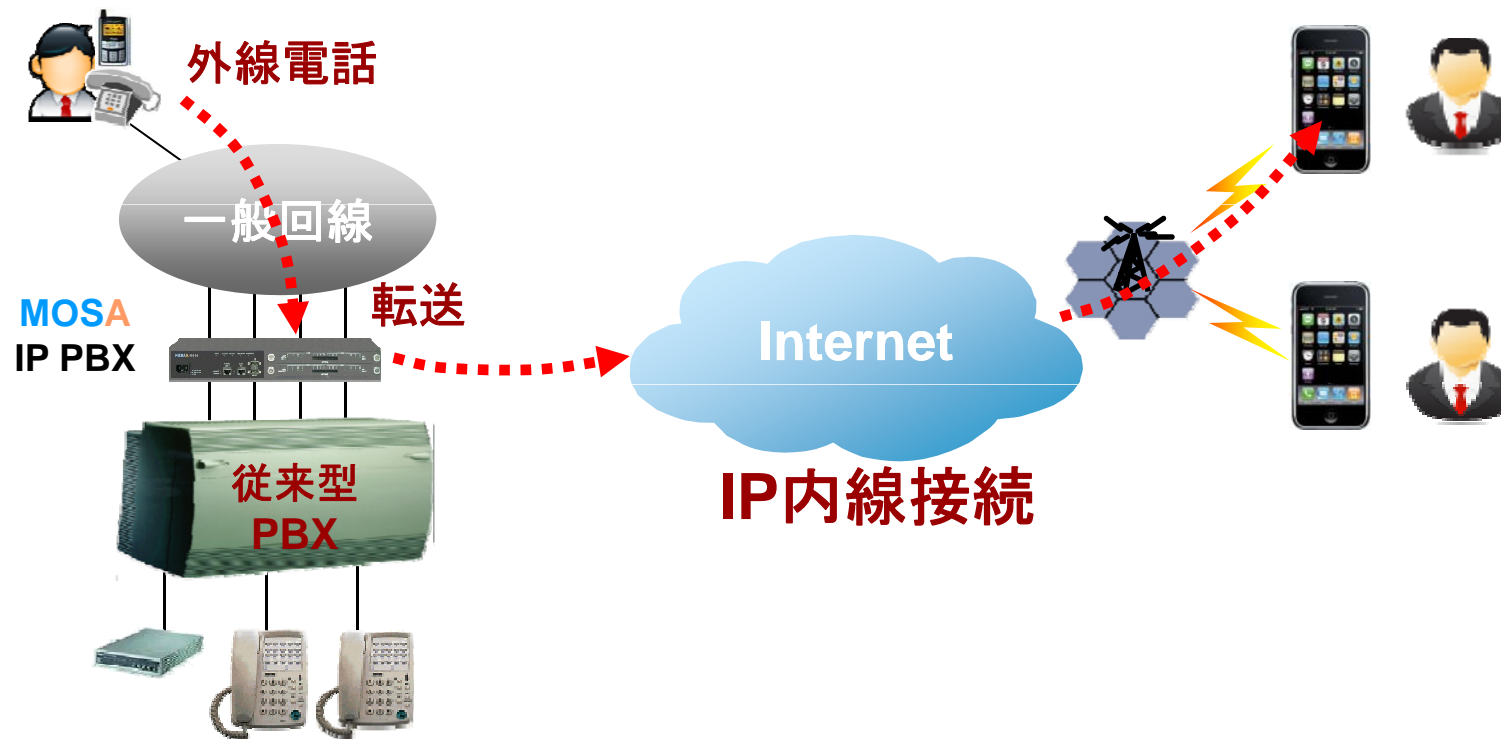 外線電話
一般回線
転送
MOSA
IP PBX
Internet
従来型
PBX
IP内線接続